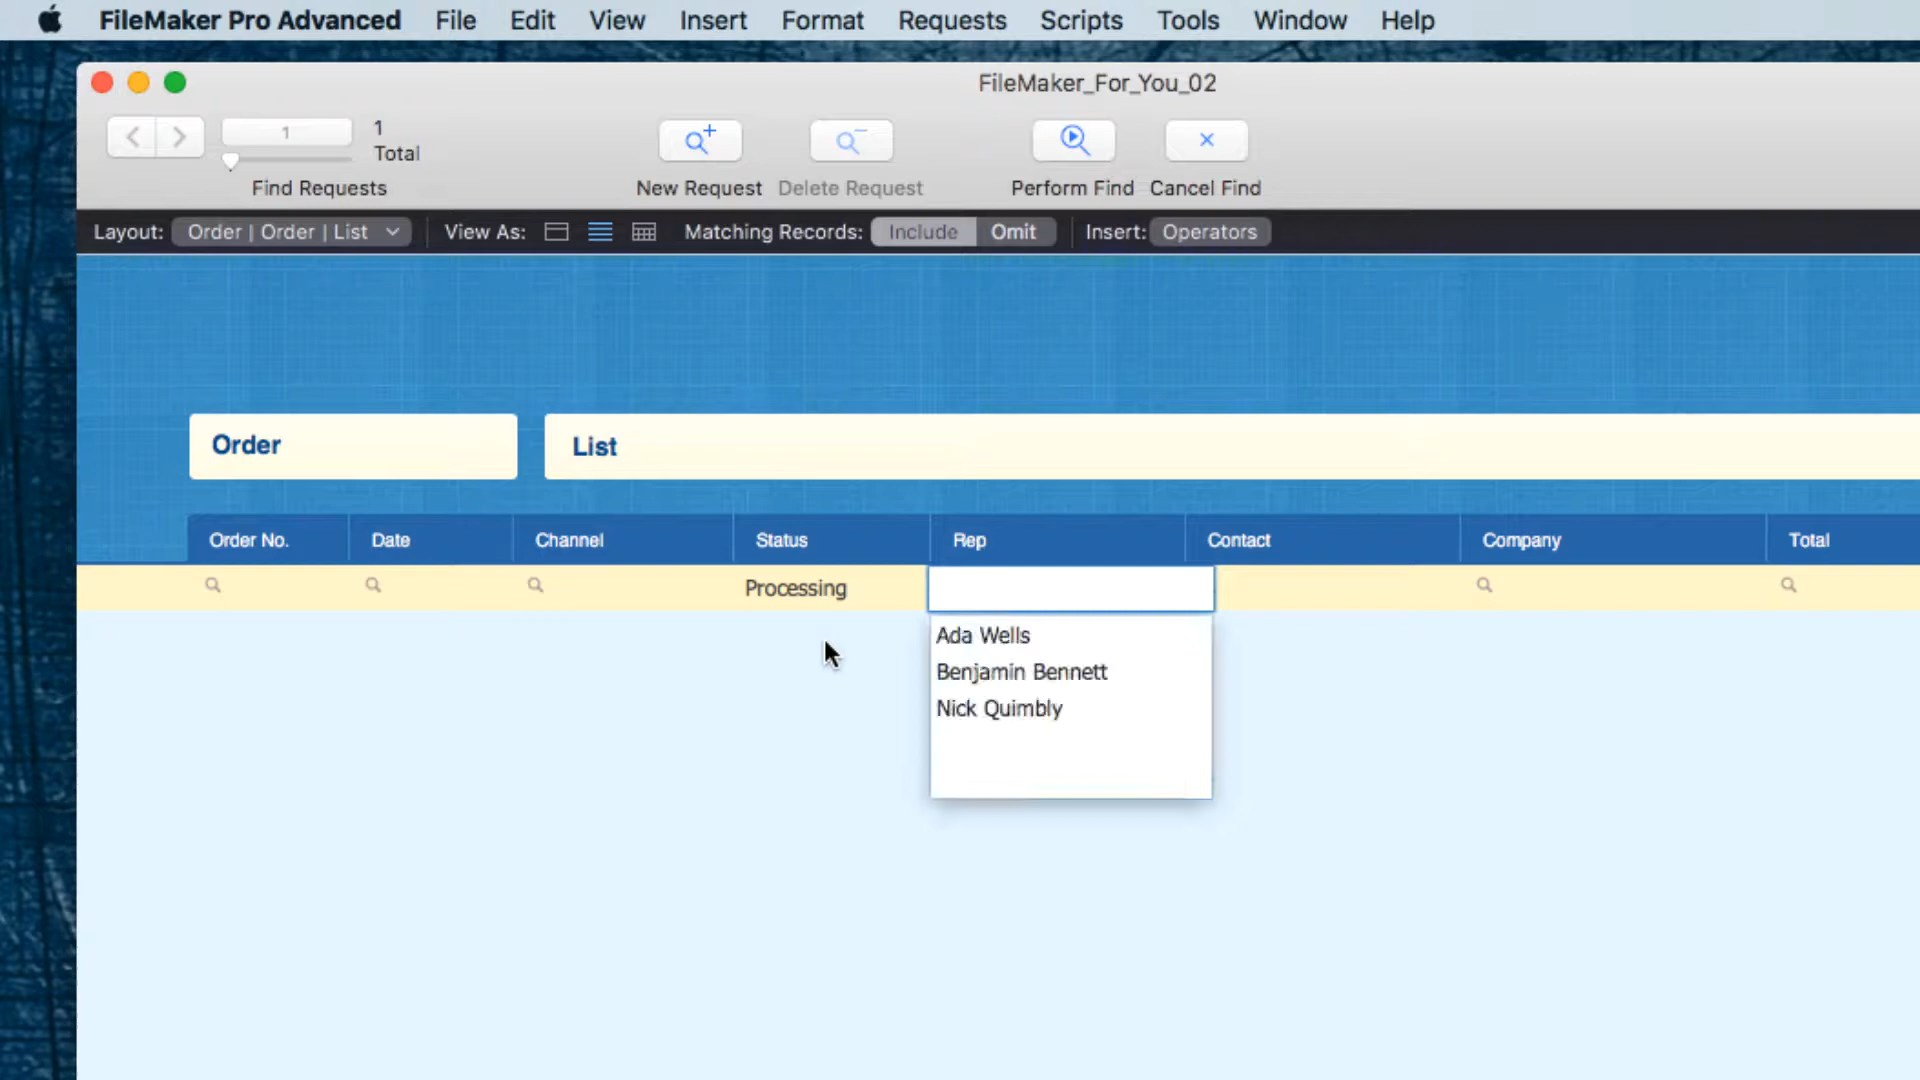 FileMaker Pro Advanced File Edit View Insert Format Requests Scripts Tools Window Help
FileMaker_For_You_02
1
1
Total
Find Requests
New Request
Delete Request
Perform Find
Cancel Find
Layout: Order | Order | List View As: Matching Records: Include Omit Insert: Operators
Order
List
Order No. Date Channel Status Rep Contact Company Total
Processing
Ada Wells
Benjamin Bennett
Nick Quimbly